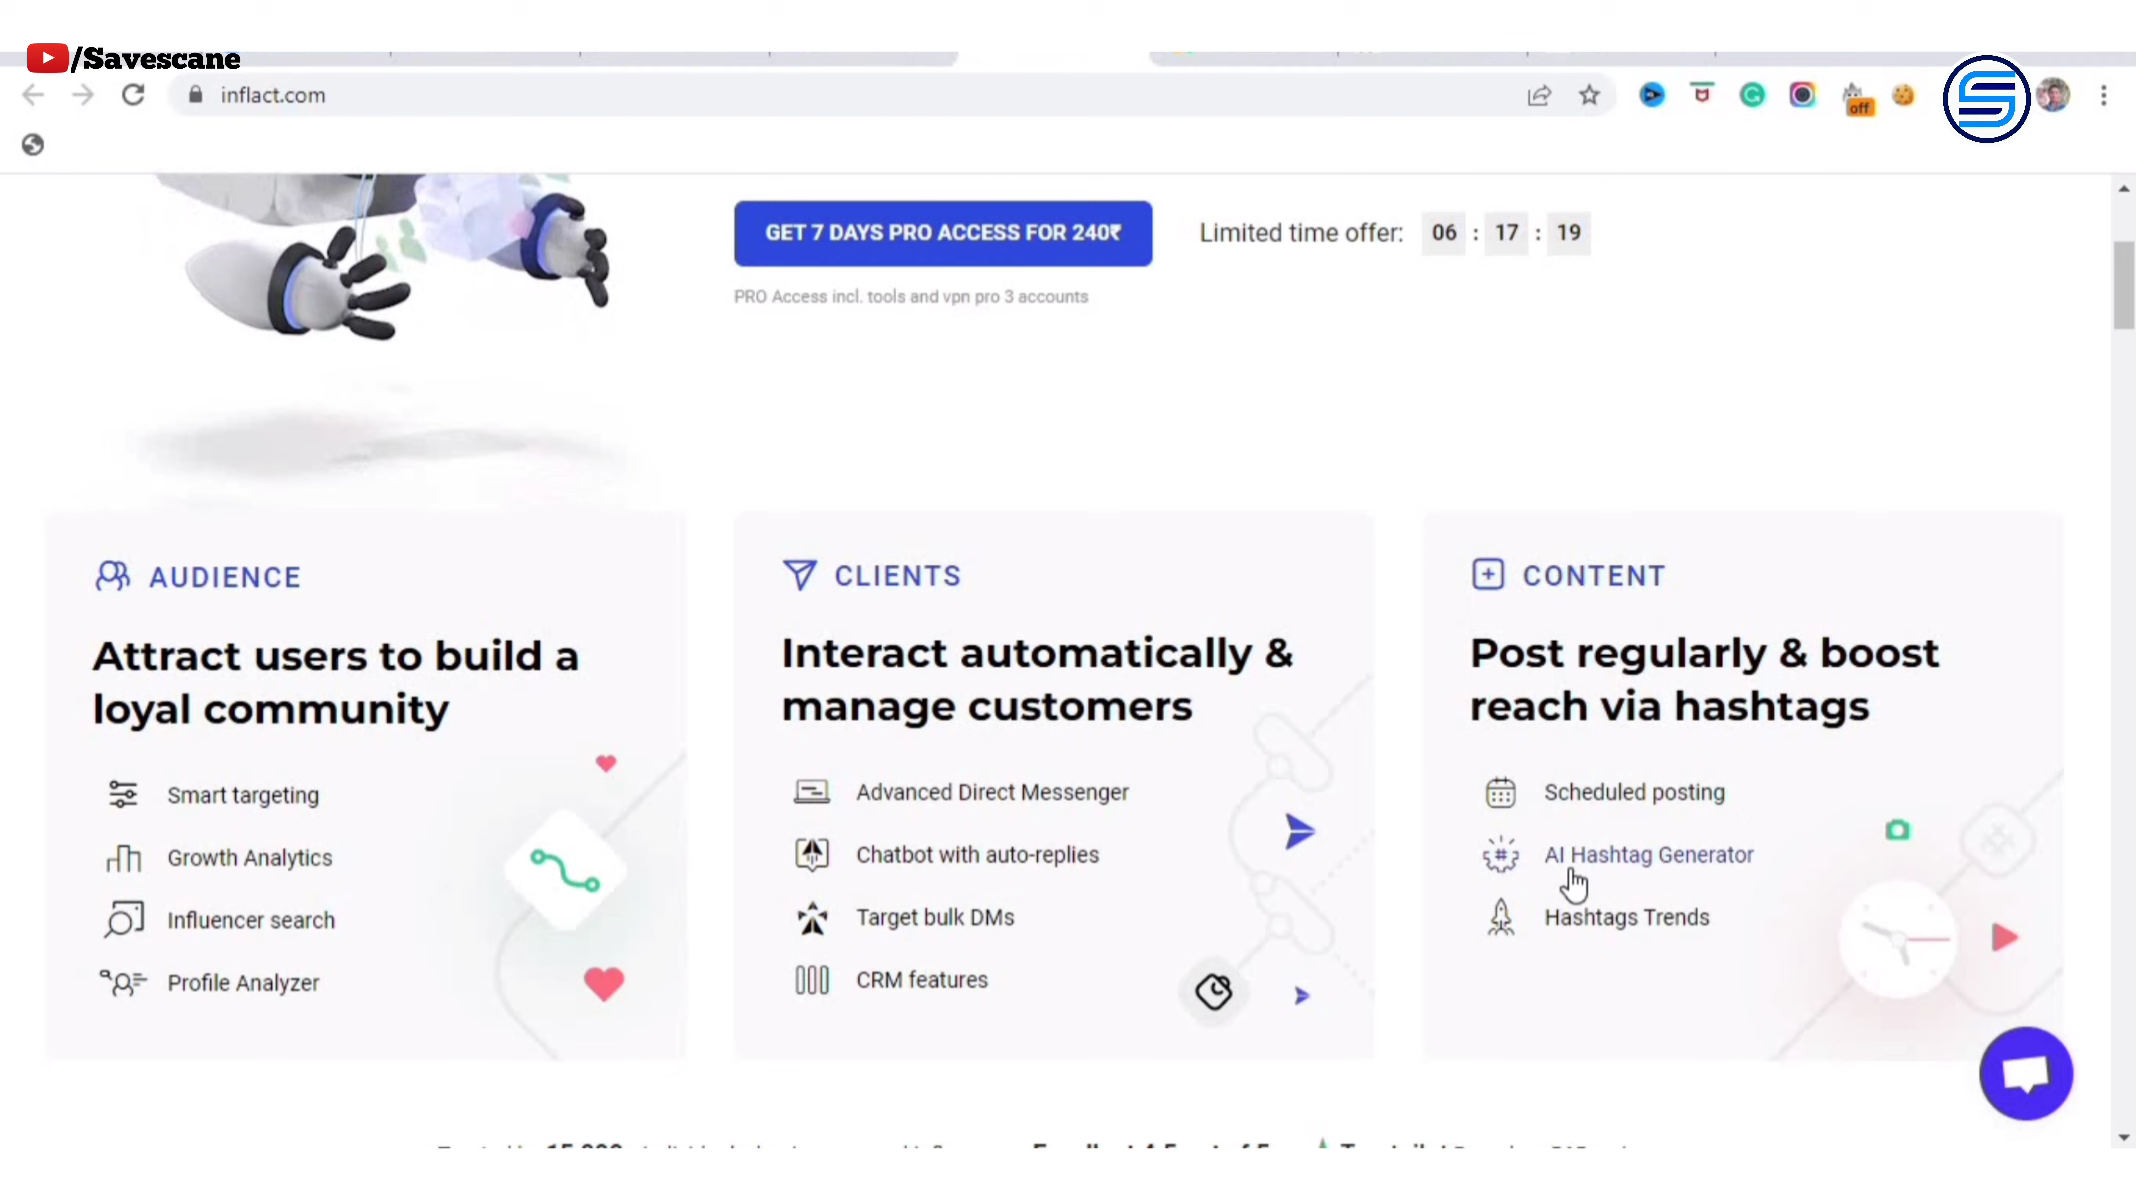 /Savescane
inflact.com
off
GET 7 DAYS PRO ACCESS FOR 240₹
Limited time offer: 06 : 17 : 19
PRO Access incl. tools and vpn pro 3 accounts
AUDIENCE
Attract users to build a
loyal community
Smart targeting
Growth Analytics
Influencer search
Profile Analyzer
CLIENTS
Interact automatically &
manage customers
Advanced Direct Messenger
Chatbot with auto-replies
Target bulk DMs
CRM features
CONTENT
Post regularly & boost
reach via hashtags
Scheduled posting
AI Hashtag Generator
Hashtags Trends